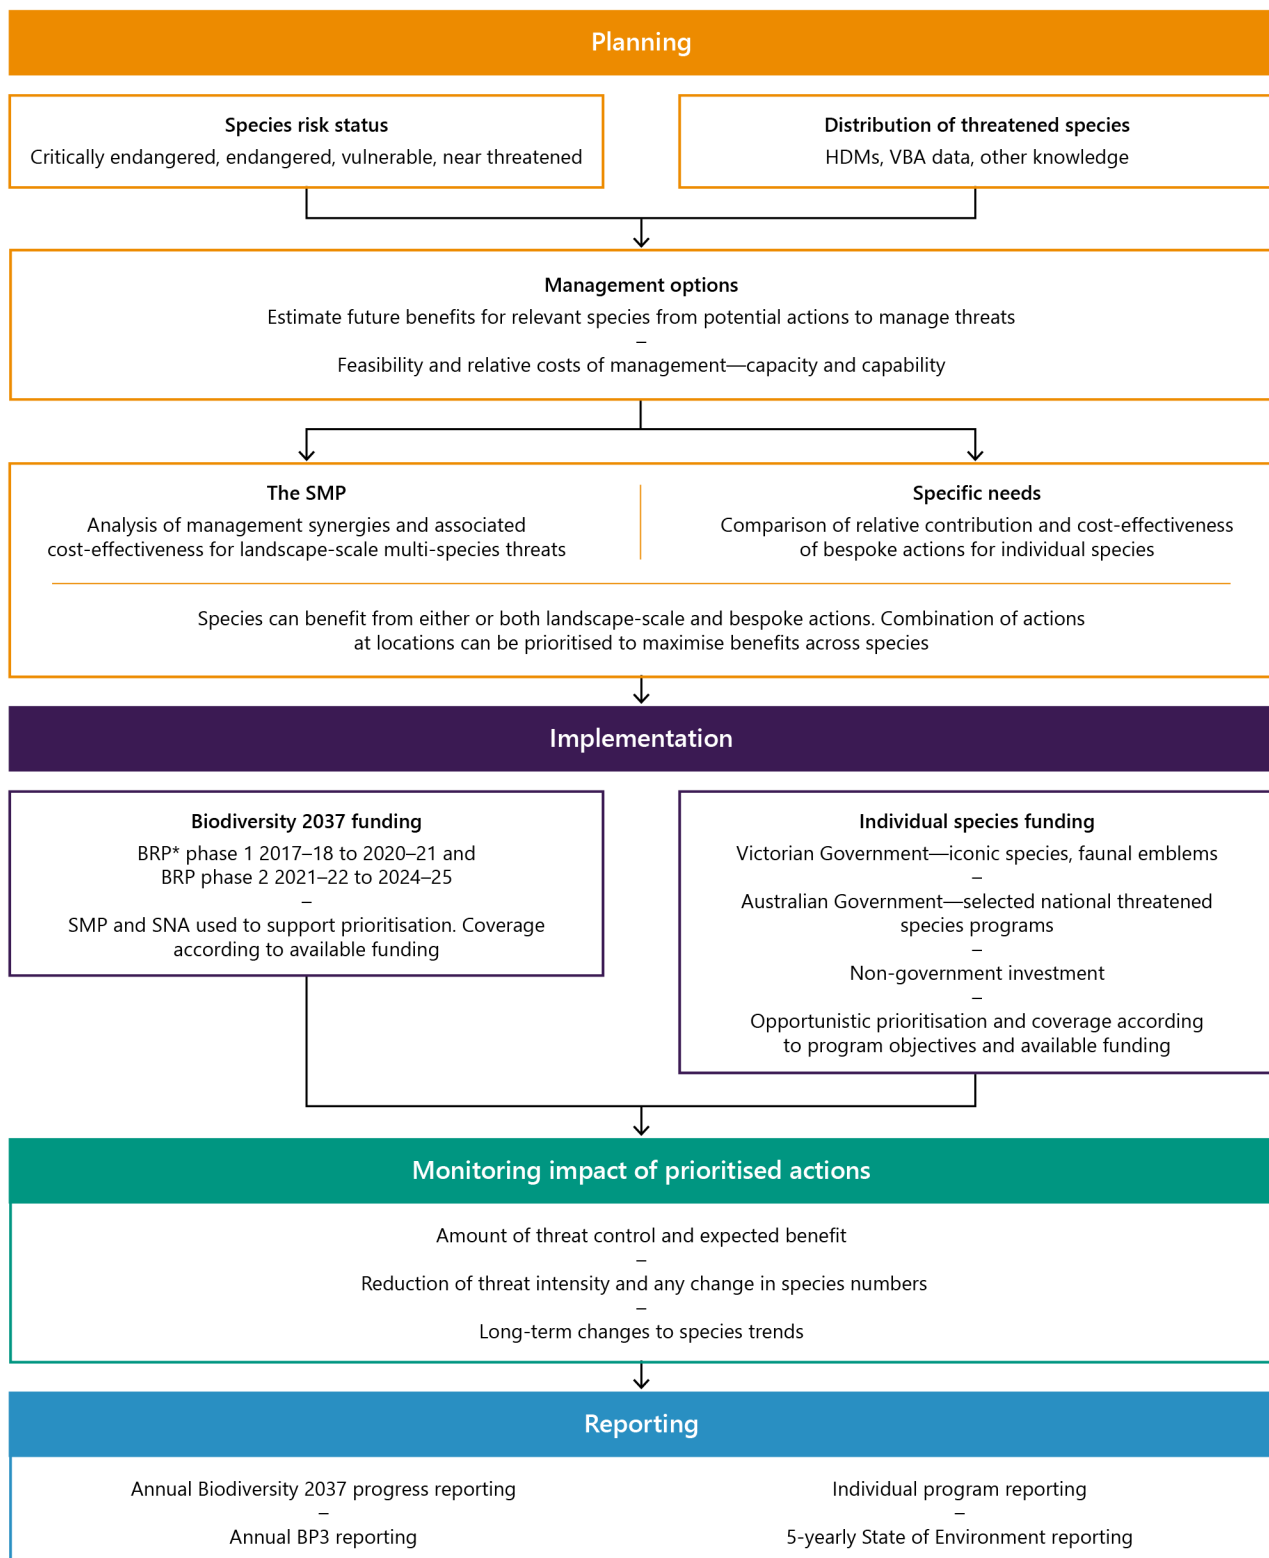 Planning
Species risk status
Critically endangered, endangered, vulnerable, near threatened
Distribution of threatened species
HDMs, VBA data, other knowledge
Management options
Estimate future benefits for relevant species from potential actions to manage threats
–
Feasibility and relative costs of management—capacity and capability
The SMP
Analysis of management synergies and associated
cost-effectiveness for landscape-scale multi-species threats
Specific needs
Comparison of relative contribution and cost-effectiveness
of bespoke actions for individual species
Species can benefit from either or both landscape-scale and bespoke actions. Combination of actions
at locations can be prioritised to maximise benefits across species
Implementation
Biodiversity 2037 funding
BRP* phase 1 2017–18 to 2020–21 and
BRP phase 2 2021–22 to 2024–25
–
SMP and SNA used to support prioritisation. Coverage
according to available funding
Individual species funding
Victorian Government—iconic species, faunal emblems
–
Australian Government—selected national threatened
species programs
–
Non-government investment
–
Opportunistic prioritisation and coverage according
to program objectives and available funding
Monitoring impact of prioritised actions
Amount of threat control and expected benefit
–
Reduction of threat intensity and any change in species numbers
–
Long-term changes to species trends
Reporting
Annual Biodiversity 2037 progress reporting
–
Annual BP3 reporting
Individual program reporting
–
5-yearly State of Environment reporting